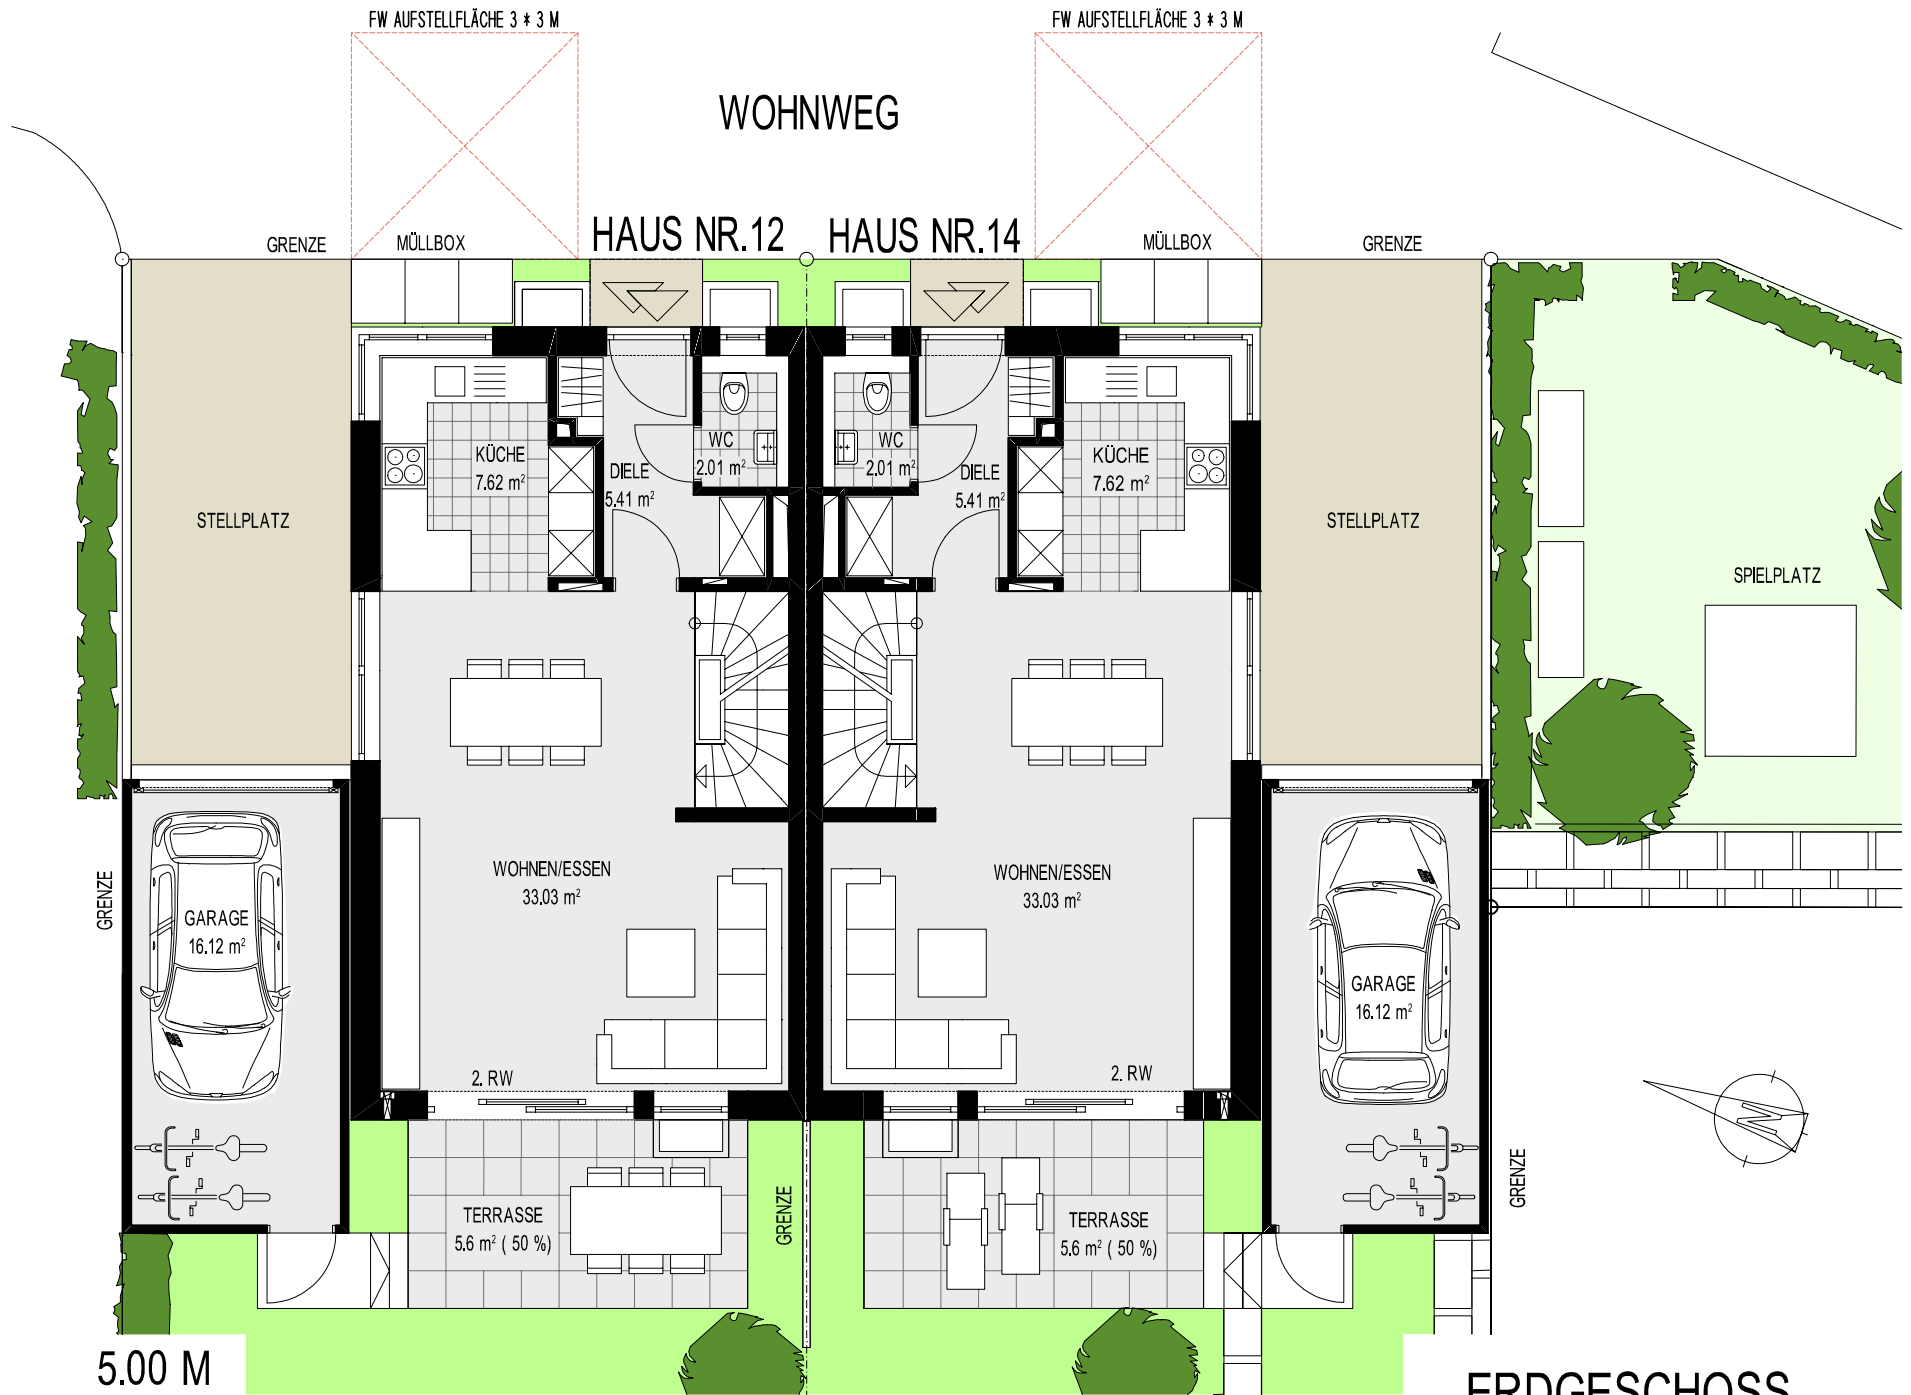 FW AUFSTELLFLÄCHE 3 * 3 M
FW AUFSTELLFLÄCHE 3 * 3 M
WOHNWEG
HAUS NR.12
HAUS NR.14
GRENZE
MÜLLBOX
MÜLLBOX
GRENZE
KÜCHE
7.62 m²
WC
2.01 m²
DIELE
5.41 m²
WC
2.01 m²
DIELE
5.41 m²
KÜCHE
7.62 m²
STELLPLATZ
STELLPLATZ
SPIELPLATZ
WOHNEN/ESSEN
33.03 m²
WOHNEN/ESSEN
33.03 m²
GRENZE
GARAGE
16.12 m²
GARAGE
16.12 m²
2. RW
2. RW
N
GRENZE
GRENZE
TERRASSE
5.6 m² ( 50 %)
TERRASSE
5.6 m² ( 50 %)
5.00 M
ERDGESCHOSS